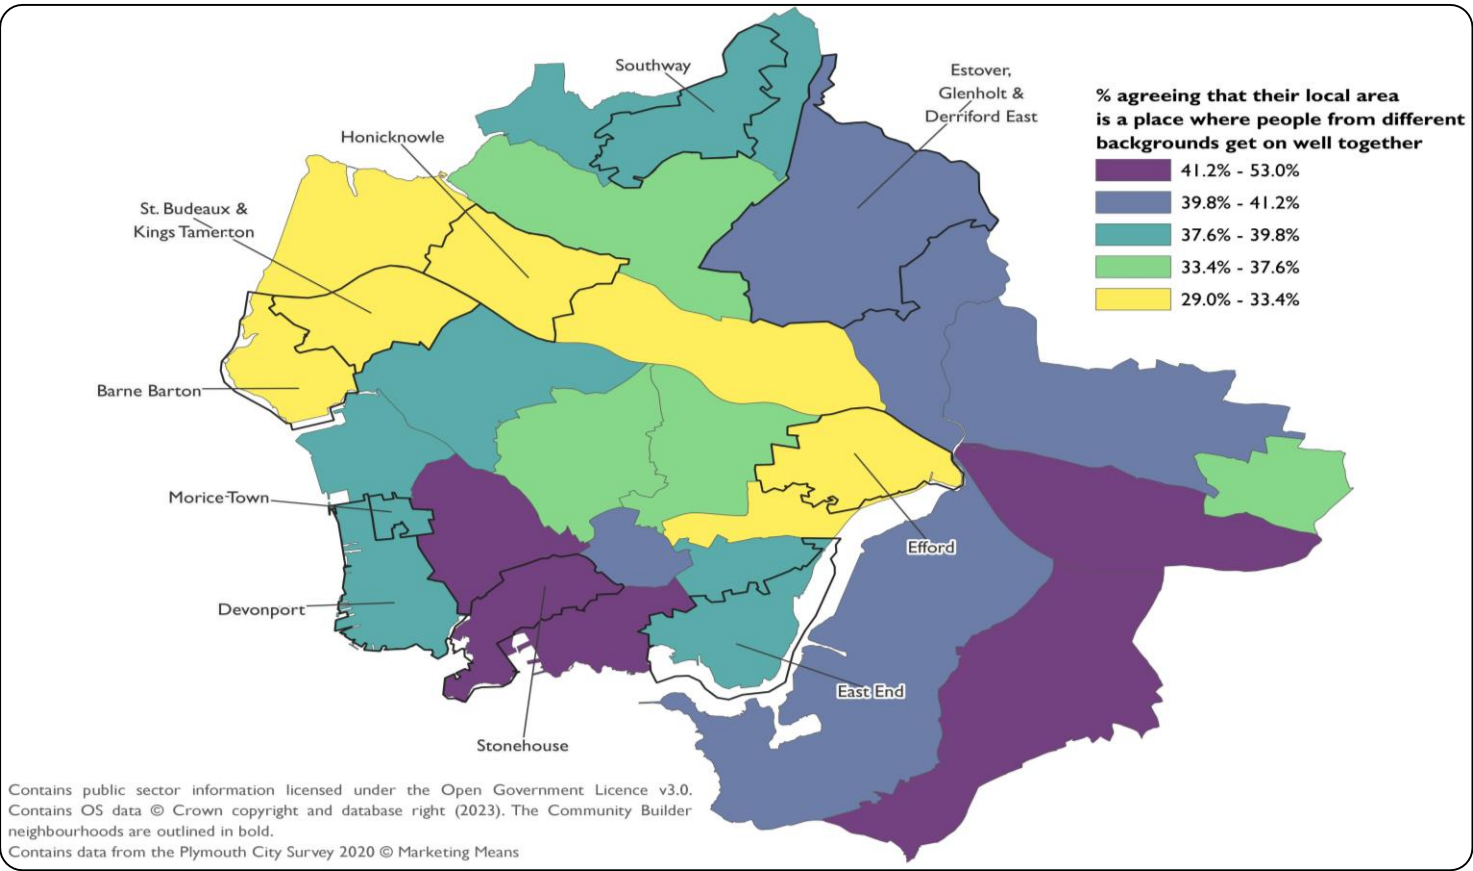 Southway
Estover,
Glenholt &
Derriford East
Honicknowle
St. Budeaux &
Kings Tamerton
Barne Barton
Morice Town
Devonport
Stonehouse
Efford
East End
% agreeing that their local area
is a place where people from different
backgrounds get on well together
41.2% - 53.0%
39.8% - 41.2%
37.6% - 39.8%
33.4% - 37.6%
29.0% - 33.4%
Contains public sector information licensed under the Open Government Licence v3.0.
Contains OS data © Crown copyright and database right (2023). The Community Builder
neighbourhoods are outlined in bold.
Contains data from the Plymouth City Survey 2020 © Marketing Means